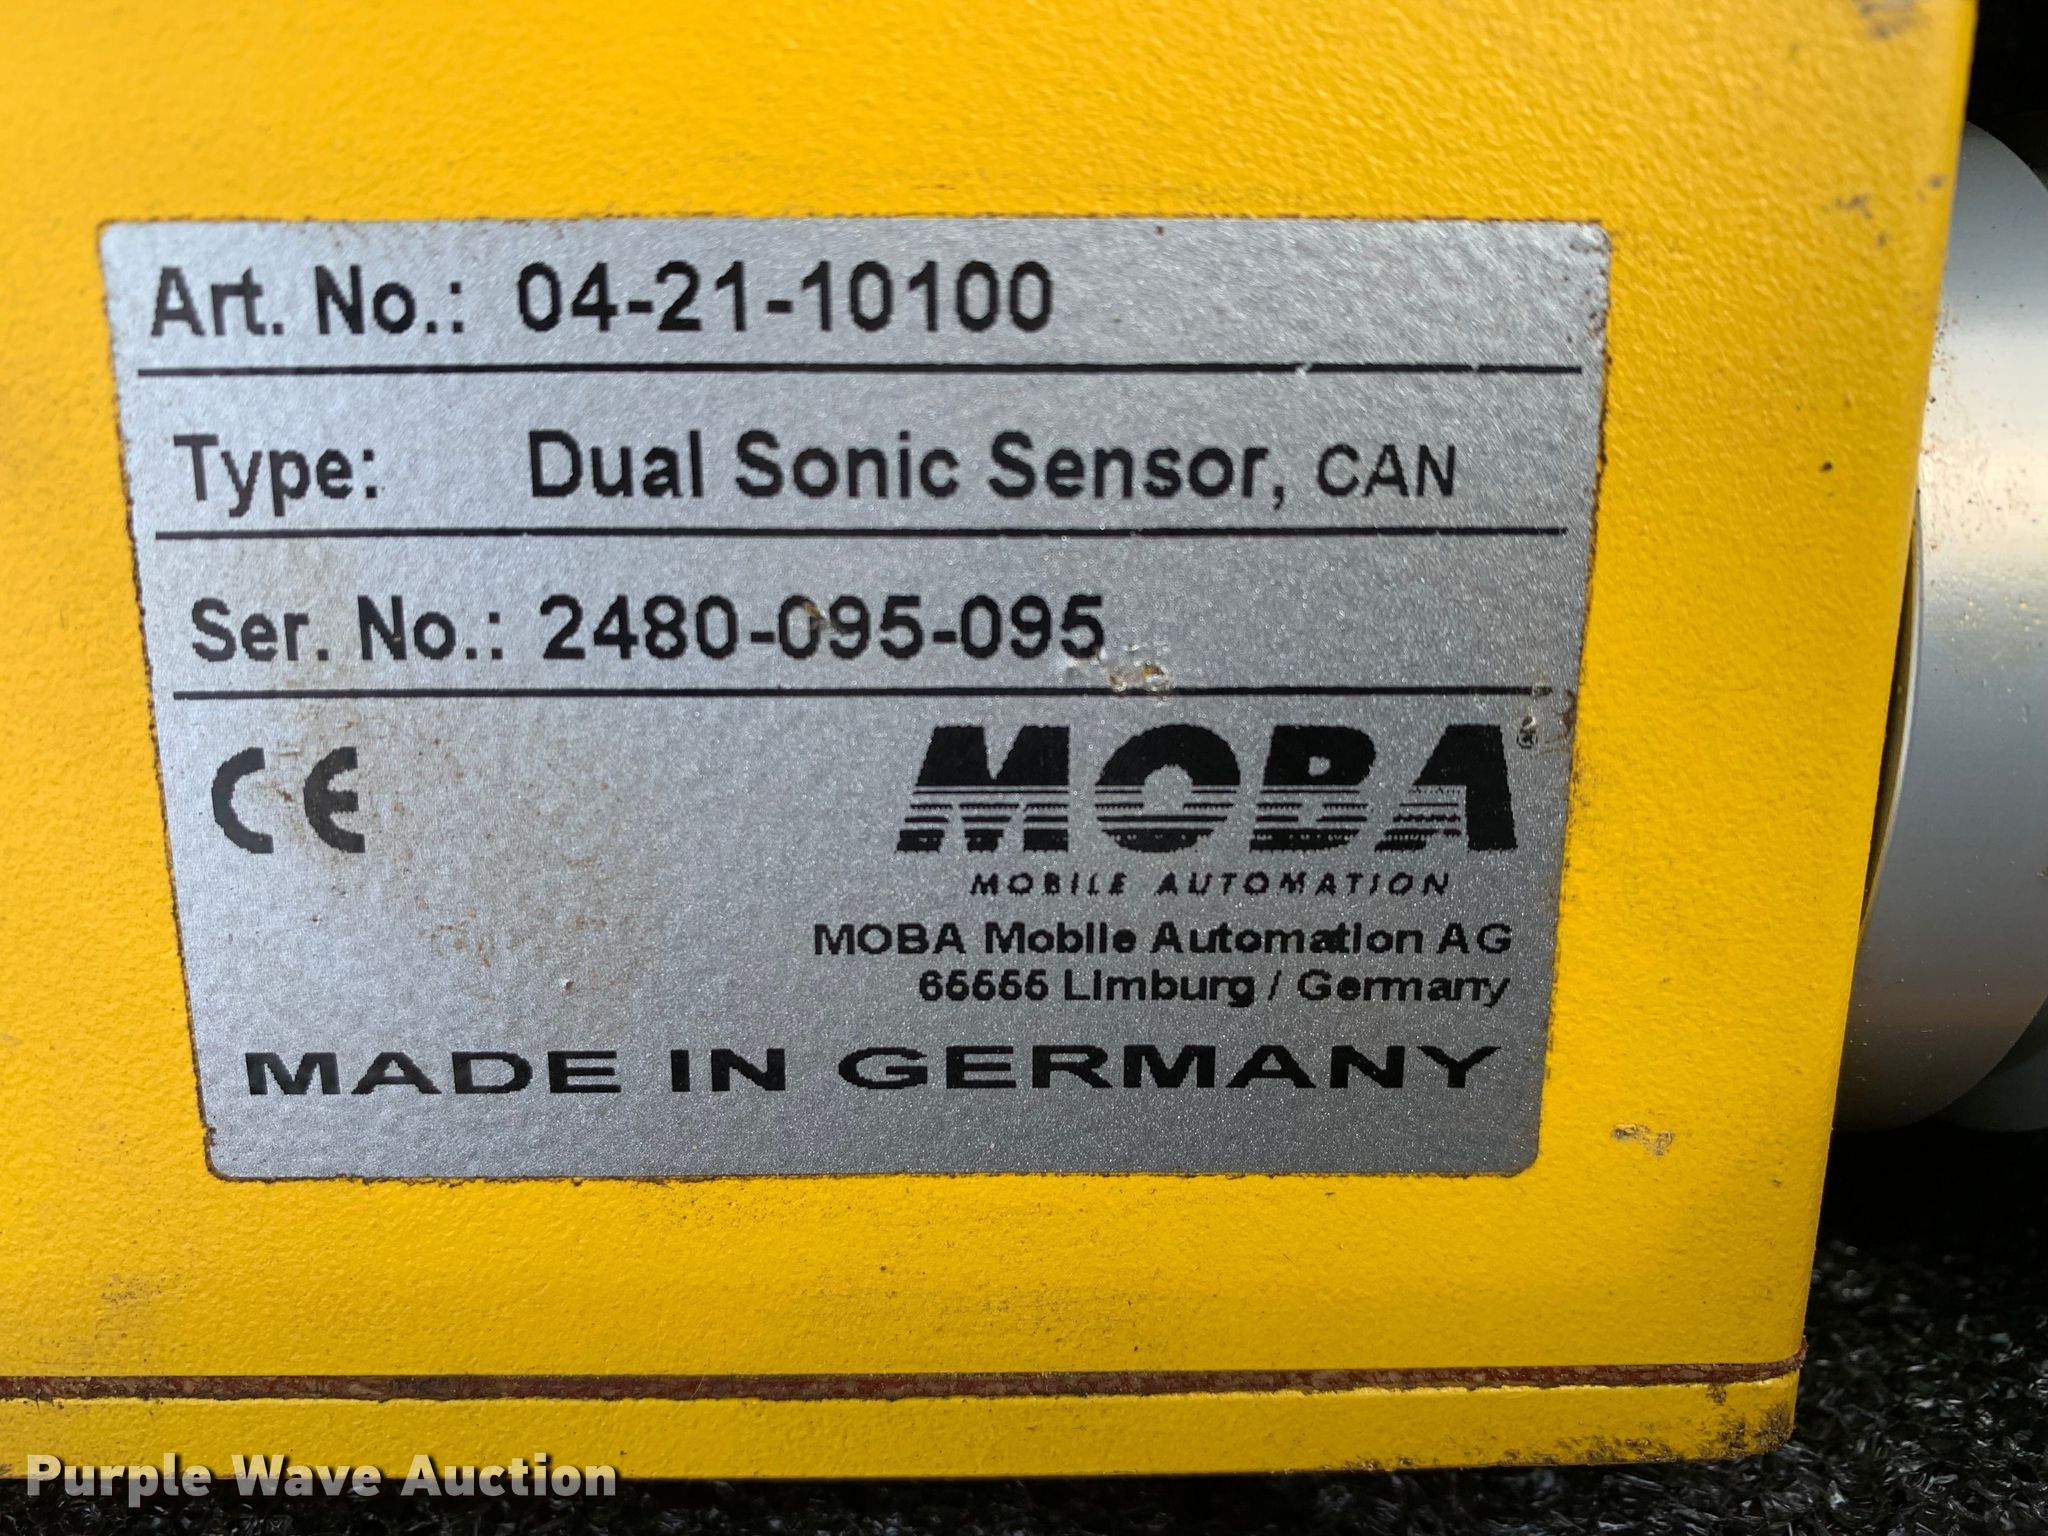 Art. No.: 04-21-10100
Type: Dual Sonic Sensor, CAN
Ser. No.: 2480-095-095
CE
MOBA®
MOBILE AUTOMATION
MOBA Mobile Automation AG
65555 Limburg / Germany
MADE IN GERMANY
Purple Wave Auction